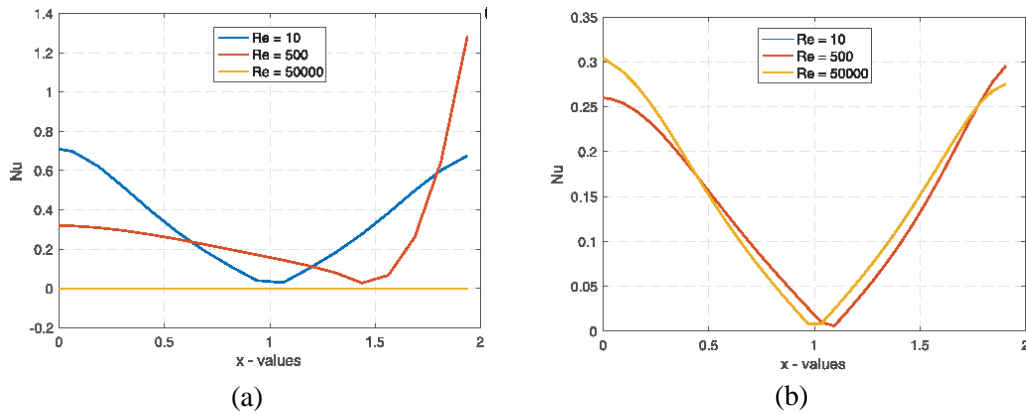 1.4
1.2
1
0.8
0.6
0.4
0.2
0
-0.2
Nu
Re = 10
Re = 500
Re = 50000
0
0.5
1
1.5
2
x - values
(a)
0.35
0.3
0.25
0.2
0.15
0.1
0.05
0
Nu
Re = 10
Re = 500
Re = 50000
0
0.5
1
1.5
2
x - values
(b)